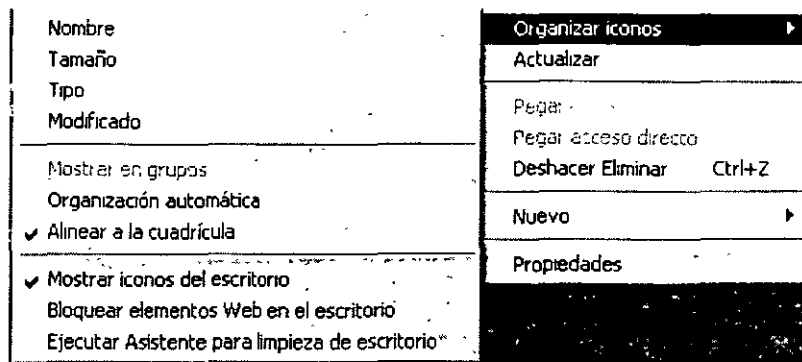 Nombre
Tamaño
Tipo
Modificado
Mostrar en grupos
Organización automática
✔ Alinear a la cuadrícula
✔ Mostrar iconos del escritorio
Bloquear elementos Web en el escritorio
Ejecutar Asistente para limpieza de escritorio
Organizar iconos
Actualizar
Pegar
Pegar acceso directo
Deshacer Eliminar Ctrl+Z
Nuevo
Propiedades